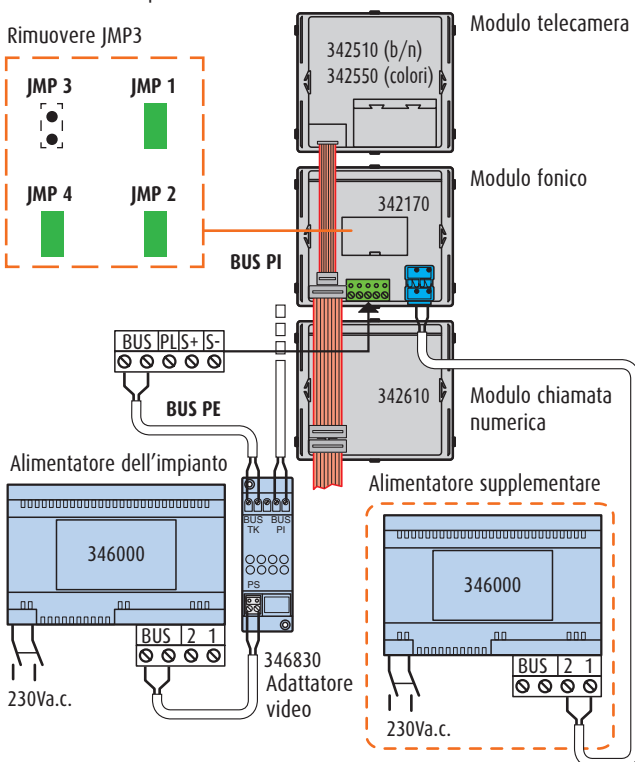 Modulo telecamera
Rimuovere JMP3
342510 (b/n)
342550 (colori)
JMP 3
JMP 1
JMP 4
JMP 2
Modulo fonico
342170
BUS PI
BUS PL S+ S-
342610
Modulo chiamata
numerica
BUS PE
Alimentatore dell'impianto
Alimentatore supplementare
BUS
TK
BUS
PI
PS
346000
BUS 2 1
230Va.c.
346830
Adattatore
video
346000
BUS 2 1
230Va.c.